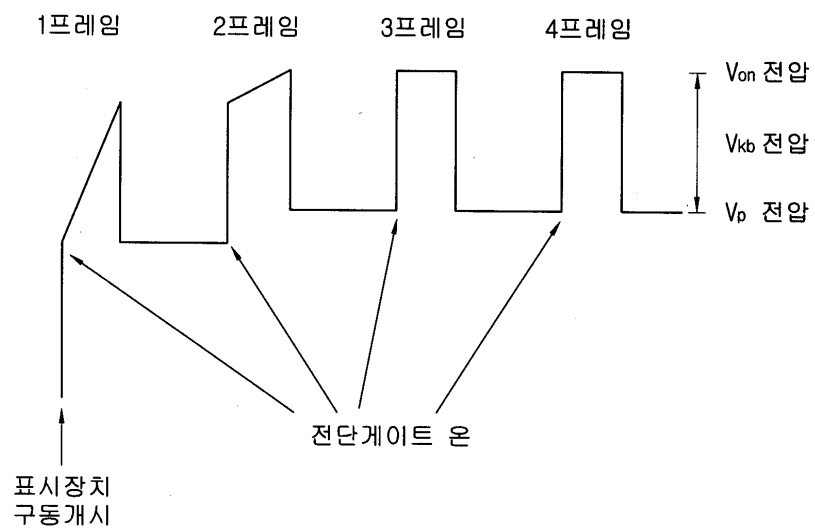 1프레임
2프레임
3프레임
4프레임
Von 전압
Vkb 전압
Vp 전압
전단게이트 온
표시장치
구동개시